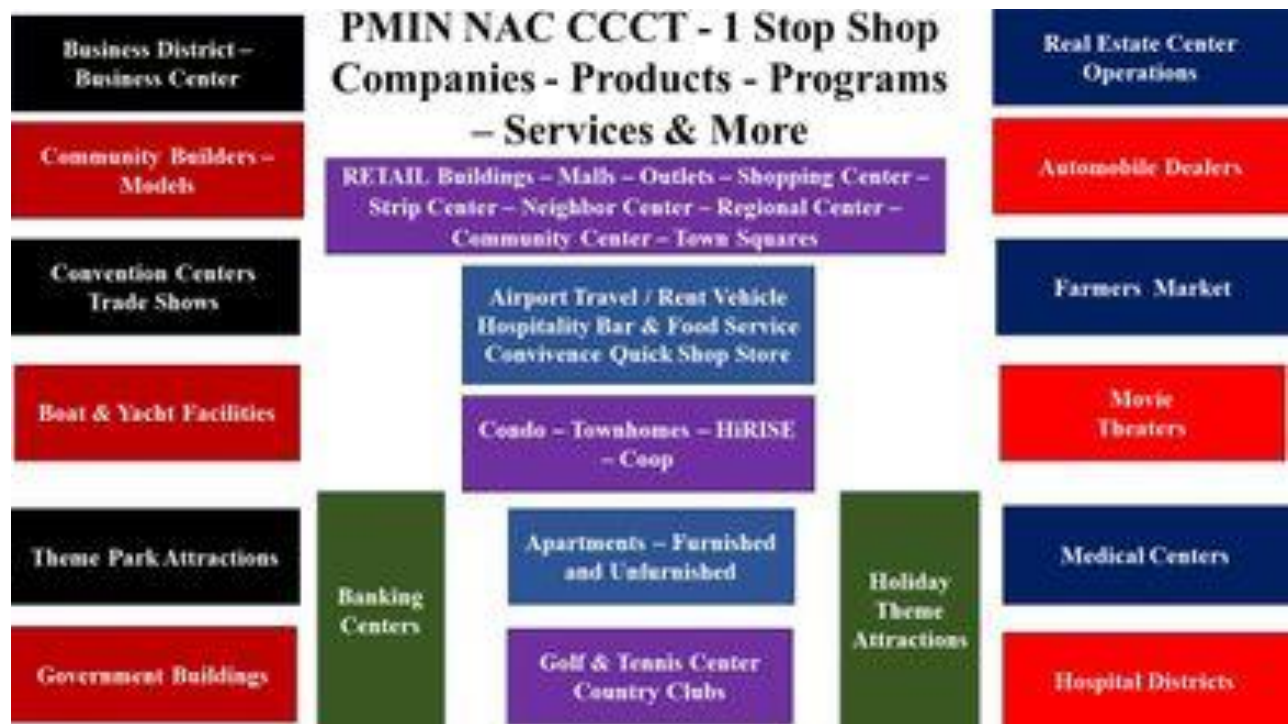 PMIN NAC CCCT - 1 Stop Shop
Companies - Products - Programs
– Services & More
Business District –
Business Center
Community Builders –
Models
Convention Centers
Trade Shows
Boat & Yacht Facilities
Theme Park Attractions
Government Buildings
RETAIL Buildings – Malls – Outlets – Shopping Center –
Strip Center – Neighbor Center – Regional Center –
Community Center – Town Squares
Airport Travel / Rent Vehicle
Hospitality Bar & Food Service
Convivence Quick Shop Store
Condo – Townhomes – HiRISE
– Coop
Banking
Centers
Apartments – Furnished
and Unfurnished
Golf & Tennis Center
Country Clubs
Holiday
Theme
Attractions
Real Estate Center
Operations
Automobile Dealers
Farmers Market
Movie
Theaters
Medical Centers
Hospital Districts